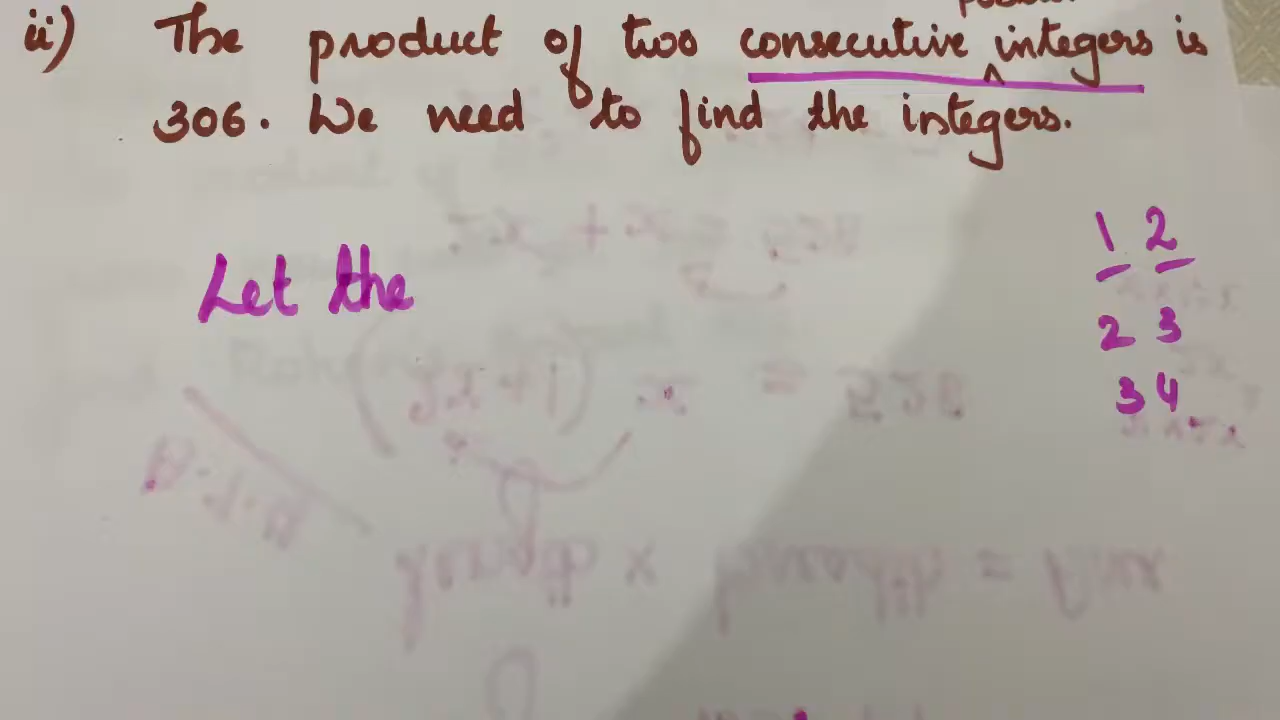 ii) The product of two consecutive ^ integers is
306. We need to find the integers.
1 2
Let the
2 3
3 4